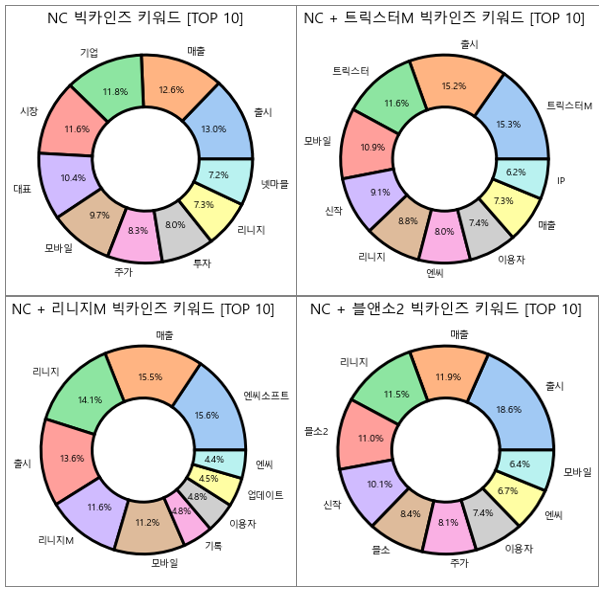 NC 빅카인즈 키워드 [TOP 10]
출시
13.0%
매출
12.6%
기업
11.8%
시장
11.6%
대표
10.4%
모바일
9.7%
주가
8.3%
투자
8.0%
리니지
7.3%
넷마블
7.2%
NC + 트릭스터M 빅카인즈 키워드 [TOP 10]
트릭스터M
15.3%
출시
15.2%
트릭스터
11.6%
모바일
10.9%
신작
9.1%
리니지
8.8%
엔씨
8.0%
이용자
7.4%
매출
7.3%
IP
6.2%
NC + 리니지M 빅카인즈 키워드 [TOP 10]
엔씨소프트
15.6%
매출
15.5%
리니지
14.1%
출시
13.6%
리니지M
11.6%
모바일
11.2%
기록
4.8%
이용자
4.8%
업데이트
4.5%
엔씨
4.4%
NC + 블앤소2 빅카인즈 키워드 [TOP 10]
출시
18.6%
매출
11.9%
리니지
11.5%
블소2
11.0%
신작
10.1%
블소
8.4%
주가
8.1%
이용자
7.4%
엔씨
6.7%
모바일
6.4%